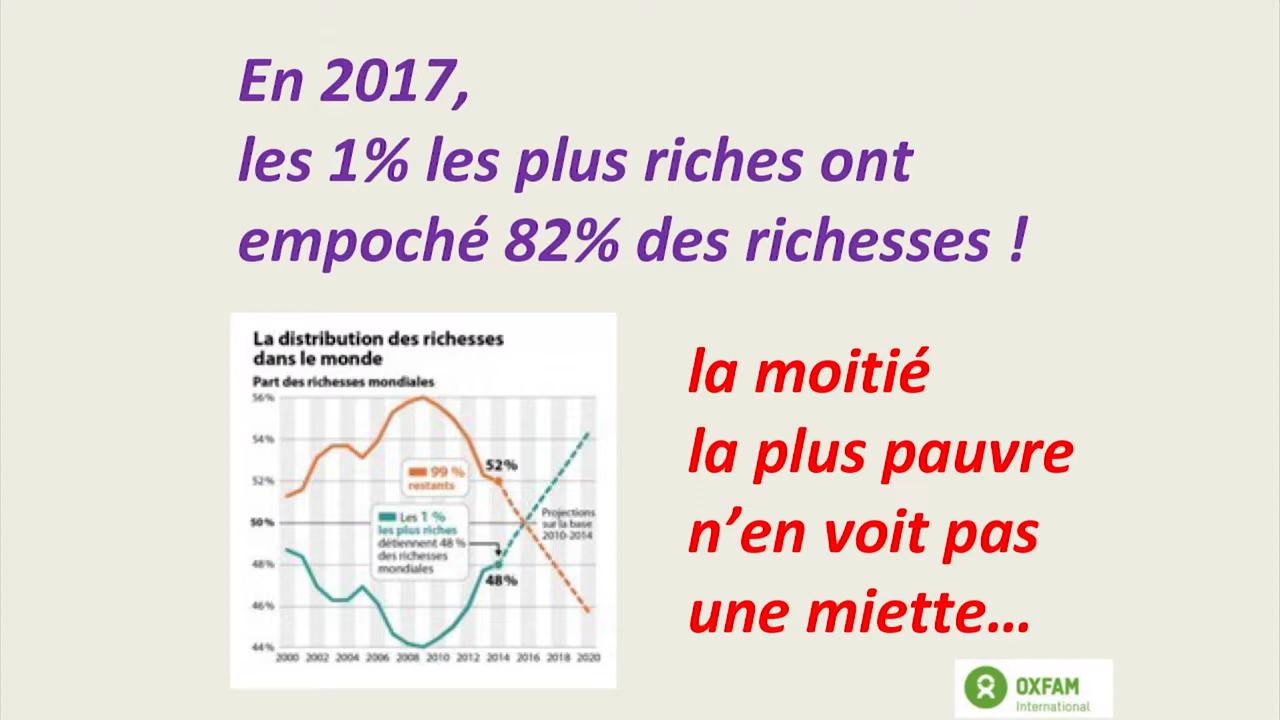 En 2017,
les 1% les plus riches ont
empoché 82% des richesses !
La distribution des richesses
dans le monde
Part des richesses mondiales
56%
54%
52%
50%
48%
46%
44%
2000 2002 2004 2006 2008 2010 2012 2014 2016 2018 2020
99 %
restants
52%
Les 1 %
les plus riches
détiennent 48 %
des richesses
mondiales
48%
Projections
sur la base
2010-2014
la moitié
la plus pauvre
n’en voit pas
une miette…
OXFAM
International